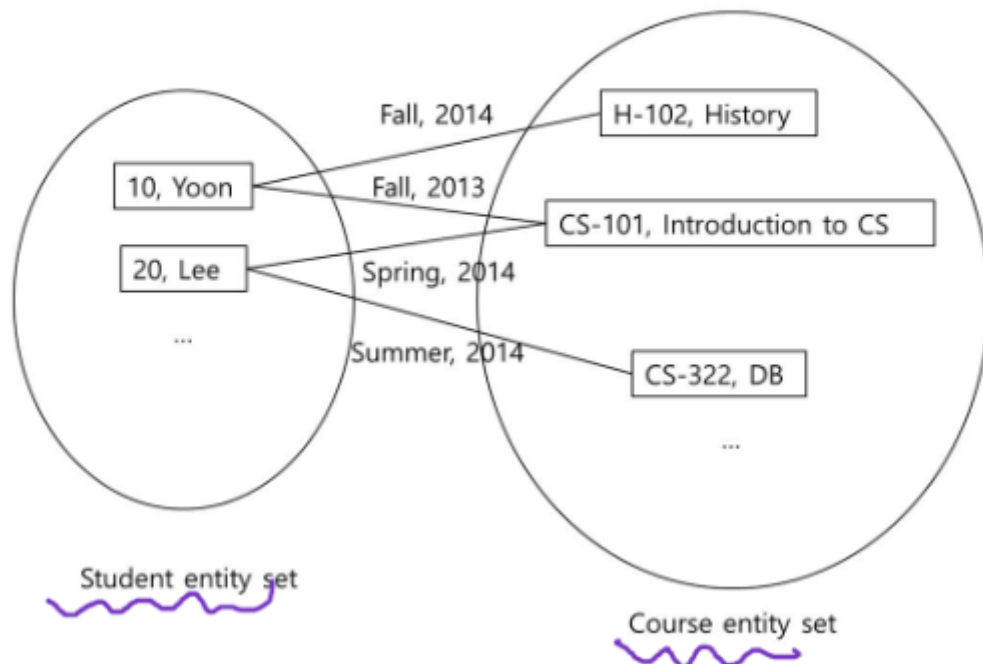 Fall, 2014
H-102, History
10, Yoon
Fall, 2013
CS-101, Introduction to CS
20, Lee
Spring, 2014
...
Summer, 2014
CS-322, DB
...
Student entity set
Course entity set